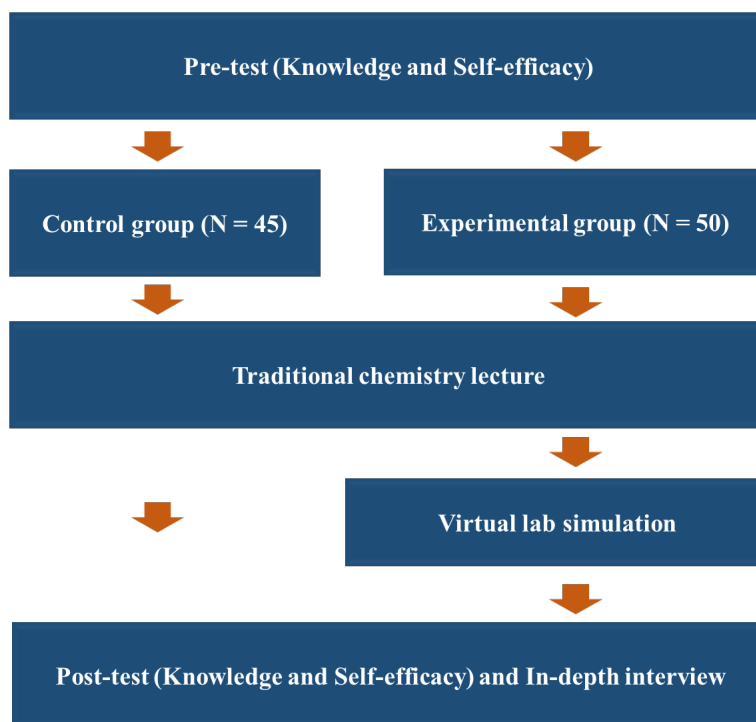 Pre-test (Knowledge and Self-efficacy)
Control group (N = 45)
Experimental group (N = 50)
Traditional chemistry lecture
Virtual lab simulation
Post-test (Knowledge and Self-efficacy) and In-depth interview